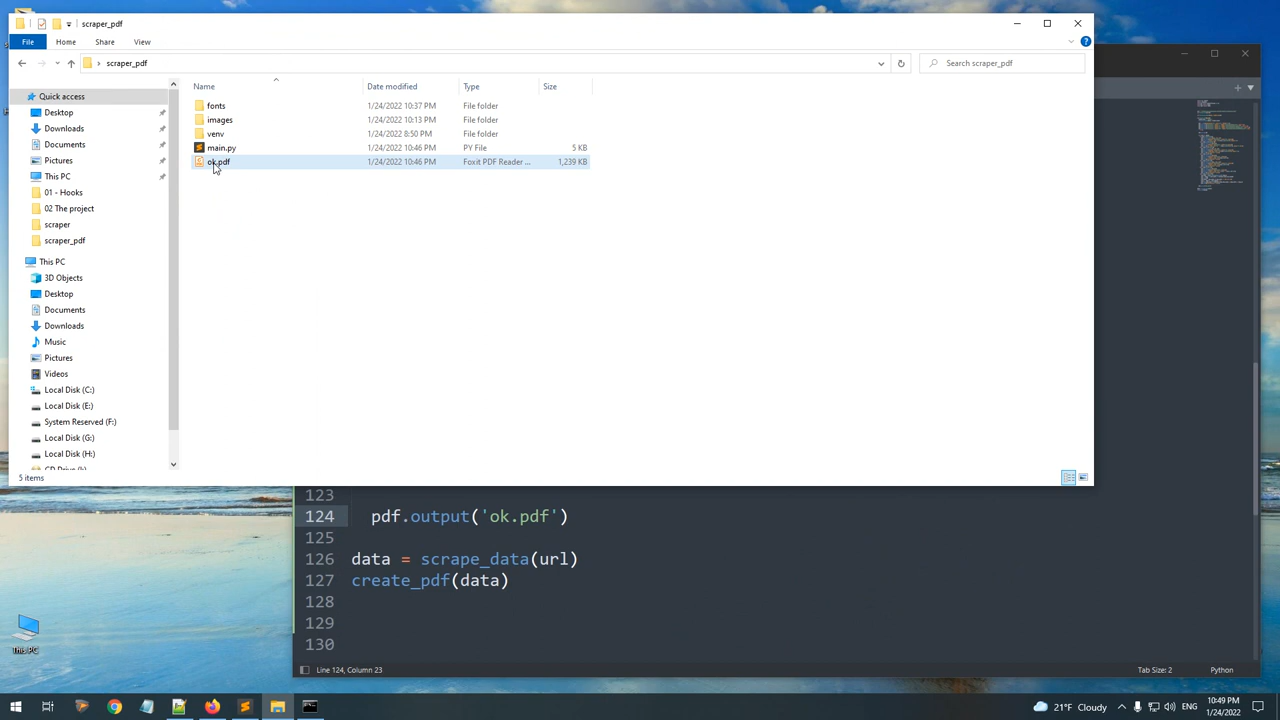 scraper_pdf
File Home Share View
scraper_pdf
Search scraper_pdf
Name Date modified Type Size
Quick access
Desktop
Downloads
Documents
Pictures
This PC
01 - Hooks
02 The project
scraper
scraper_pdf
This PC
3D Objects
Desktop
Documents
Downloads
Music
Pictures
Videos
Local Disk (C:)
Local Disk (E:)
System Reserved (F:)
Local Disk (G:)
Local Disk (H:)
fonts 1/24/2022 10:37 PM File folder
images 1/24/2022 10:13 PM File folder
venv 1/24/2022 8:50 PM File folder
main.py 1/24/2022 10:46 PM PY File 5 KB
ok.pdf 1/24/2022 10:46 PM Foxit PDF Reader ... 1,239 KB
5 items
123
124 pdf.output('ok.pdf')
125
126 data = scrape_data(url)
127 create_pdf(data)
128
129
130
This PC
Line 124, Column 23 Tab Size: 2 Python
21°F Cloudy ENG 10:49 PM
1/24/2022